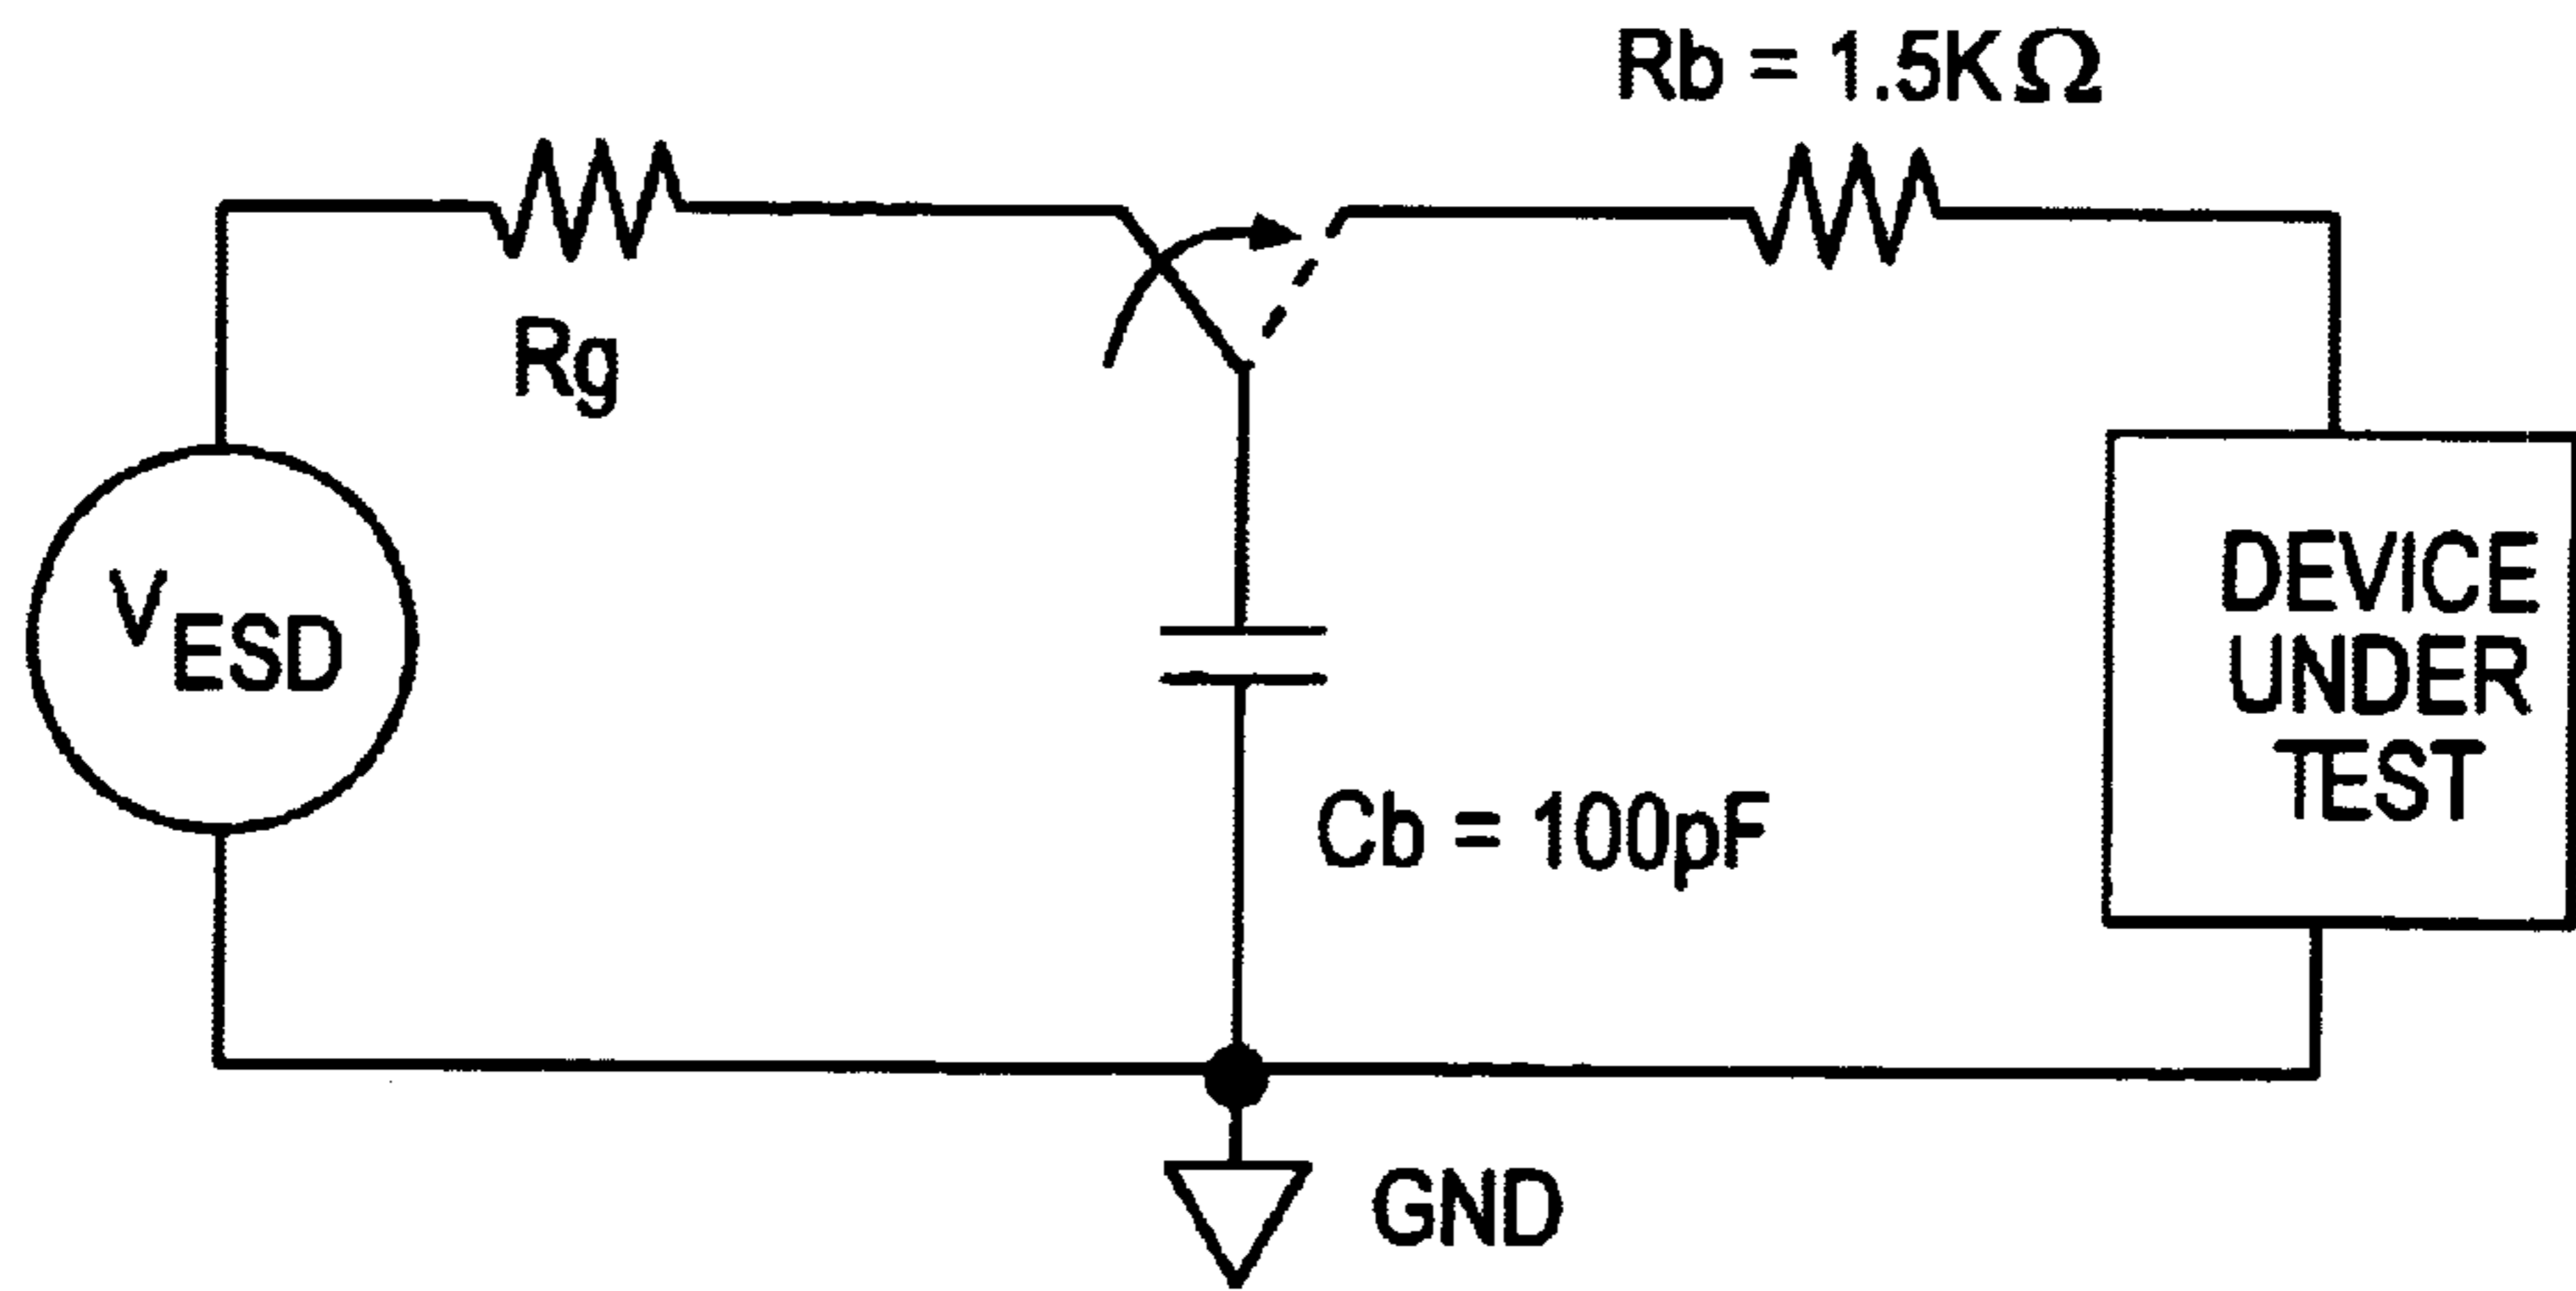 Rb = 1.5KΩ
Rg
VESD
DEVICE
UNDER
TEST
Cb = 100pF
GND